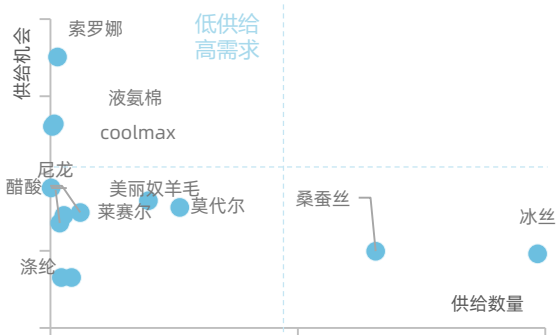 索罗娜
低供给
高需求
供给机会
液氨棉
coolmax
尼龙
醋酸
美丽奴羊毛
莱赛尔
莫代尔
桑蚕丝
冰丝
涤纶
供给数量